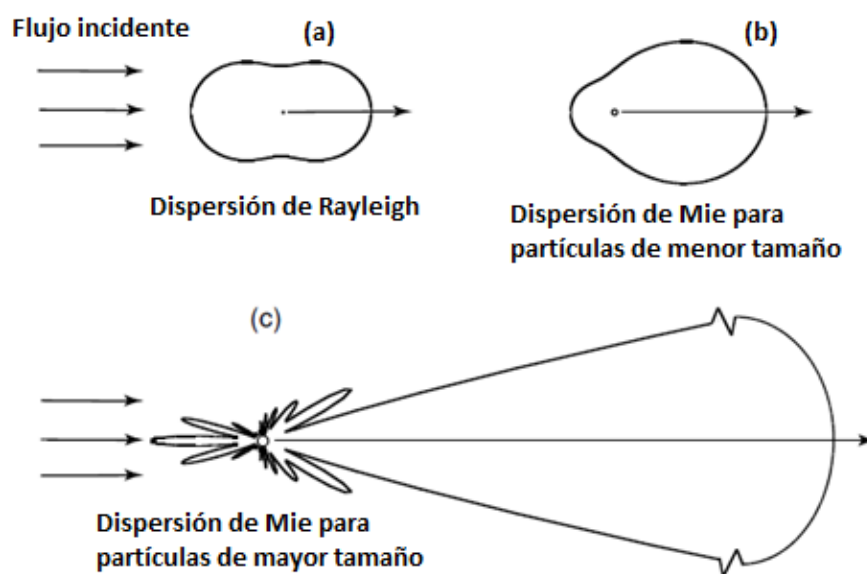 Flujo incidente
(a)
(b)
Dispersión de Rayleigh
Dispersión de Mie para
partículas de menor tamaño
(c)
Dispersión de Mie para
partículas de mayor tamaño